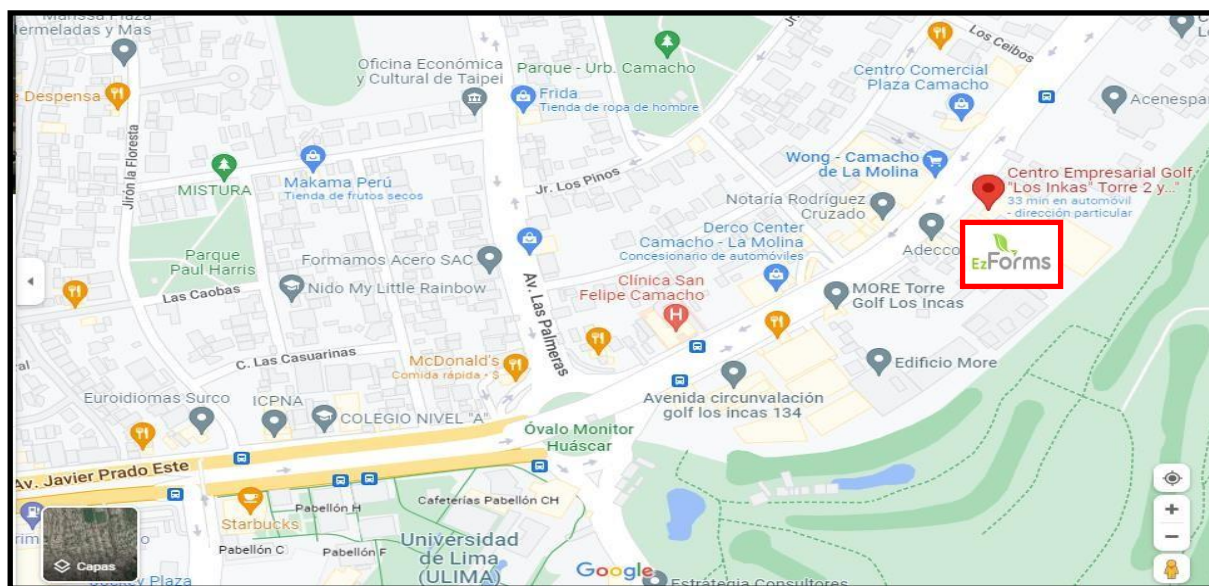 Marissa Plaza
Mermeladas y Mas
Despensa
Jirón la Floresta
MISTURA
Oficina Económica
y Cultural de Taipei
Frida
Tienda de ropa de hombre
Parque - Urb. Camacho
Los Ceibos
Centro Comercial
Plaza Camacho
Makama Perú
Tienda de frutos secos
Jr. Los Pinos
Wong - Camacho
de La Molina
Centro Empresarial Golf
"Los Inkas" Torre 2 y..."
33 min en automóvil
- dirección particular
Notaría Rodríguez
Cruzado
Adecco
EzForms
Derco Center
Camacho - La Molina
Concesionario de automóviles
Parque
Paul Harris
Formamos Acero SAC
Las Caobas
Nido My Little Rainbow
Av. Las Palmeras
Clínica San
Felipe Camacho
H
MORE Torre
Golf Los Incas
C. Las Casuarinas
McDonald's
Comida rápida - $
Edificio More
Euroidiomas Surco
ICPNA
COLEGIO NIVEL "A"
Avenida circunvalación
golf los incas 134
Óvalo Monitor
Huáscar
Av. Javier Prado Este
Starbucks
Pabellón H
Cafeterías Pabellón CH
Pabellón C
Pabellón F
Universidad
de Lima
(ULIMA)
Capas
Jockey Plaza
Google
Estrategia Consultores
+
−